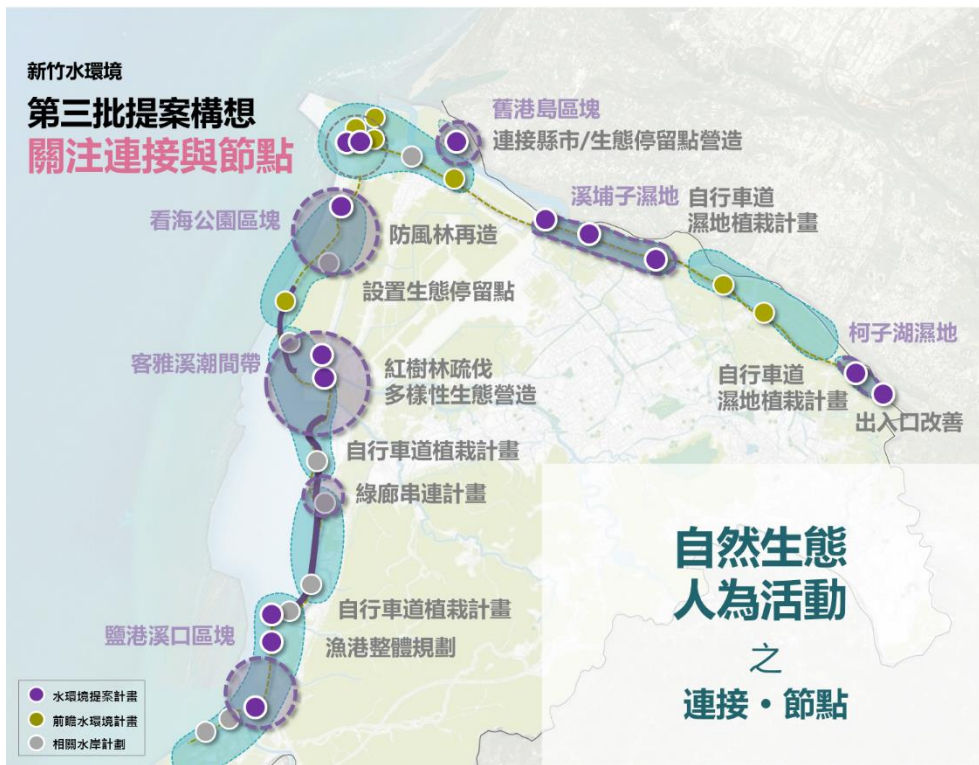 新竹水環境
第三批提案構想
關注連接與節點
舊港島區塊
連接縣市/生態停留點營造
溪埔子濕地
自行車道
濕地植栽計畫
看海公園區塊
防風林再造
設置生態停留點
柯子湖濕地
自行車道
濕地植栽計畫
出入口改善
客雅溪潮間帶
紅樹林疏伐
多樣性生態營造
自行車道植栽計畫
綠廊串連計畫
自行車道植栽計畫
鹽港溪口區塊
漁港整體規劃
自然生態
人為活動
之
連接・節點
水環境提案計畫
前瞻水環境計畫
相關水岸計劃